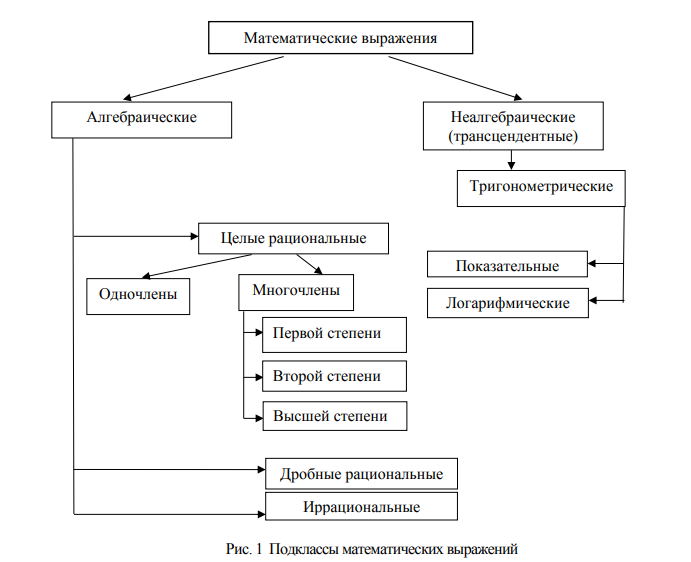 Математические выражения
Алгебраические
Неалгебраические
(трансцендентные)
Тригонометрические
Целые рациональные
Показательные
Одночлены
Многочлены
Логарифмические
Первой степени
Второй степени
Высшей степени
Дробные рациональные
Иррациональные
Рис. 1 Подклассы математических выражений